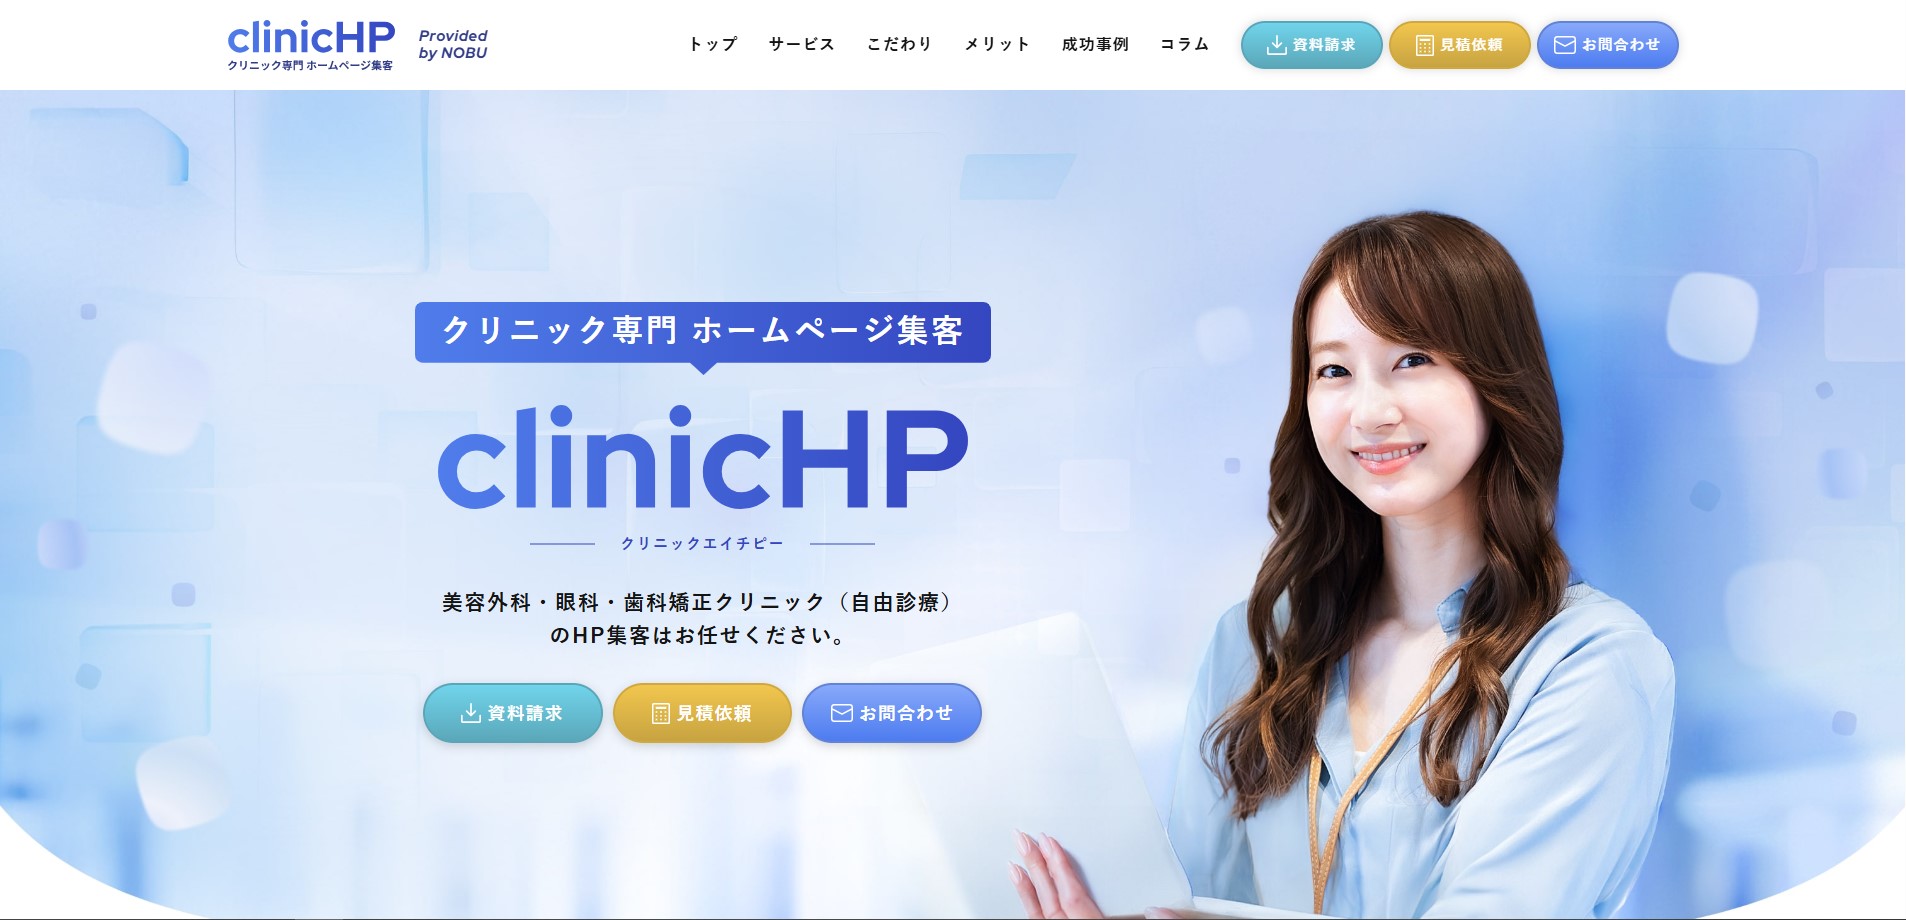 clinicHP
クリニック専門 ホームページ集客
Provided
by NOBU
トップ
サービス
こだわり
メリット
成功事例
コラム
資料請求
見積依頼
お問合わせ
クリニック専門 ホームページ集客
clinicHP
クリニックエイチピー
美容外科・眼科・歯科矯正クリニック（自由診療）
のHP集客はお任せください。
資料請求
見積依頼
お問合わせ